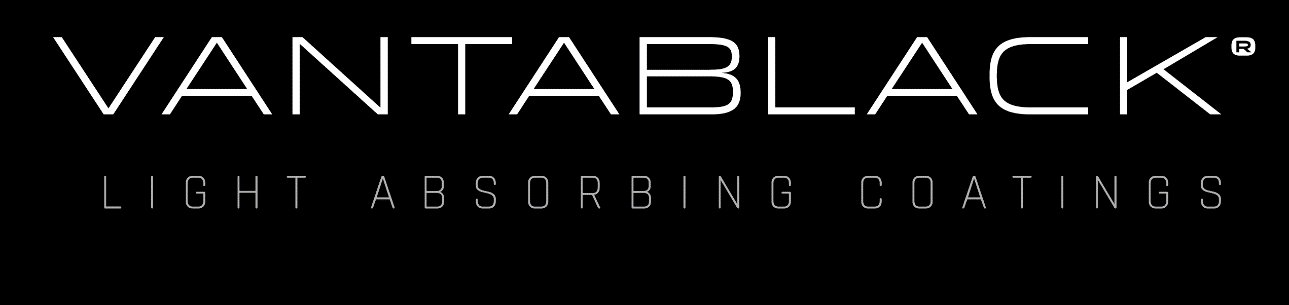 VANTABLACK®
LIGHT ABSORBING COATINGS